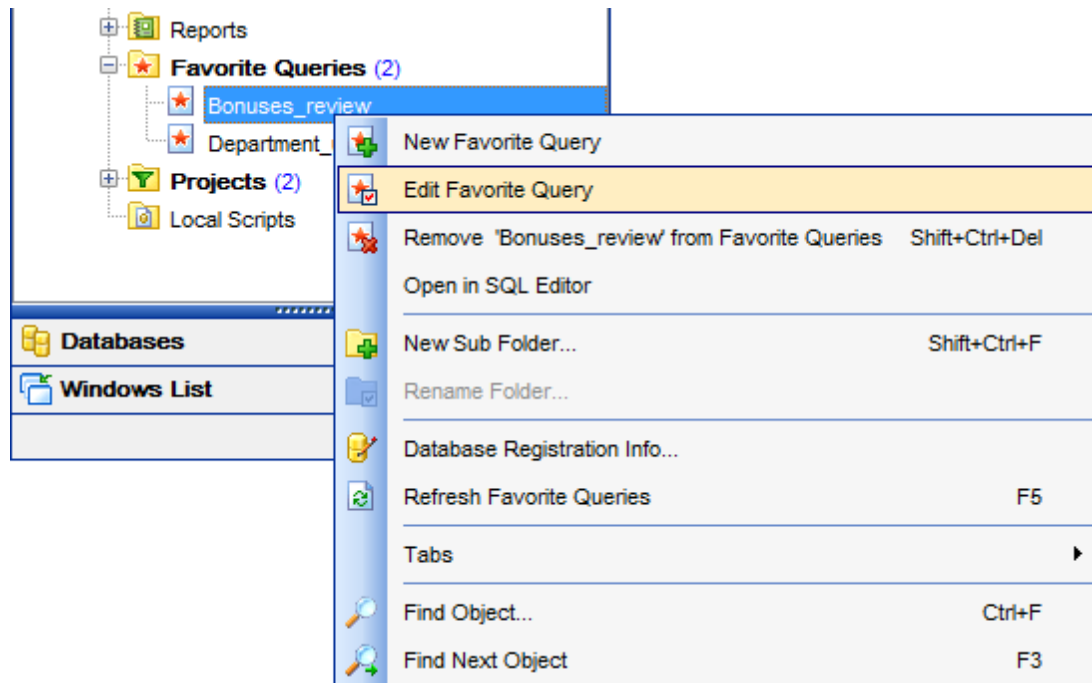 Reports
Favorite Queries (2)
Bonuses_review
Department_
Projects (2)
Local Scripts
Databases
Windows List
New Favorite Query
Edit Favorite Query
Remove 'Bonuses_review' from Favorite Queries Shift+Ctrl+Del
Open in SQL Editor
New Sub Folder... Shift+Ctrl+F
Rename Folder...
Database Registration Info...
Refresh Favorite Queries F5
Tabs
Find Object... Ctrl+F
Find Next Object F3